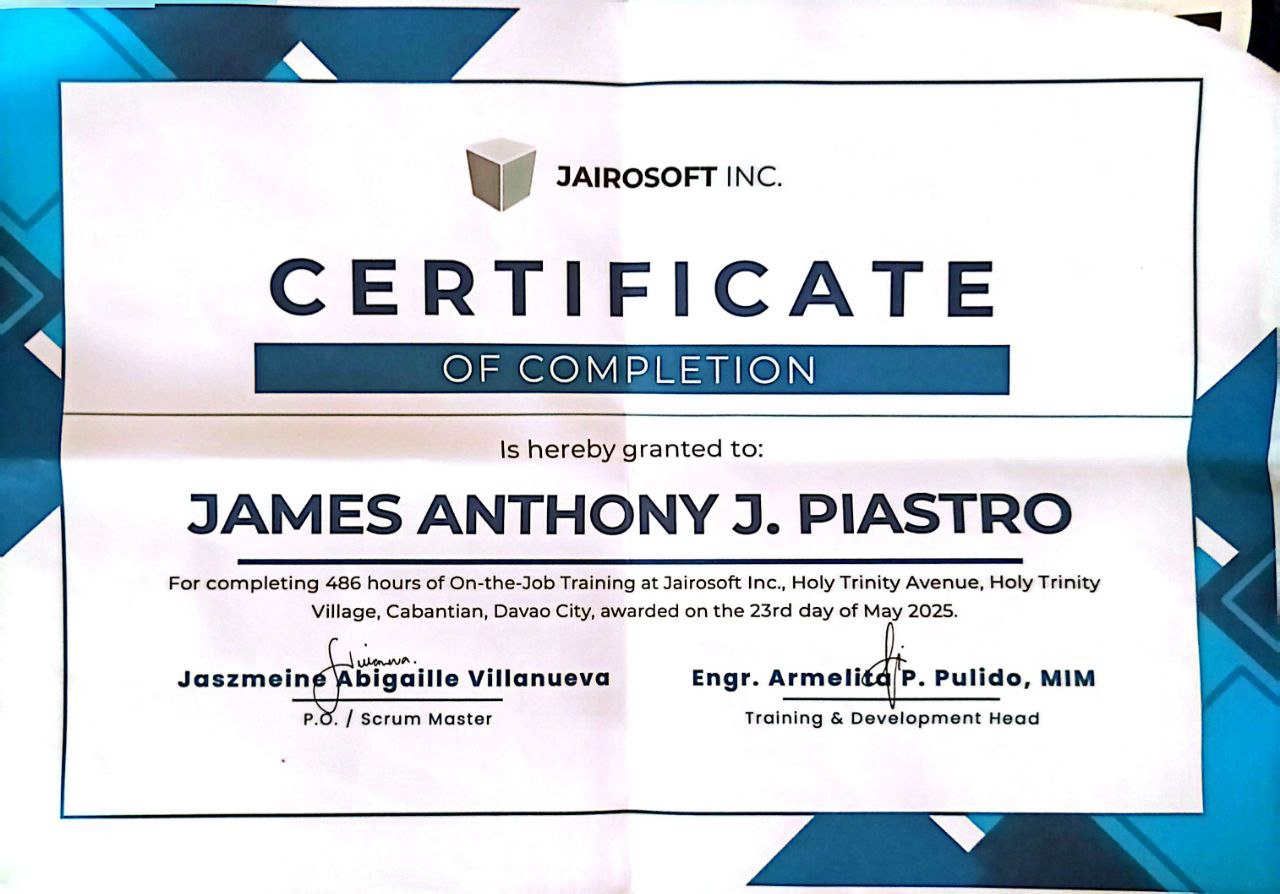 JAIROSOFT INC.
CERTIFICATE
OF COMPLETION
Is hereby granted to:
JAMES ANTHONY J. PIASTRO
For completing 486 hours of On-the-Job Training at Jairosoft Inc., Holy Trinity Avenue, Holy Trinity
Village, Cabantian, Davao City, awarded on the 23rd day of May 2025.
Jaszmeine Abigaille Villanueva
P.O. / Scrum Master
Engr. Armelita P. Pulido, MIM
Training & Development Head